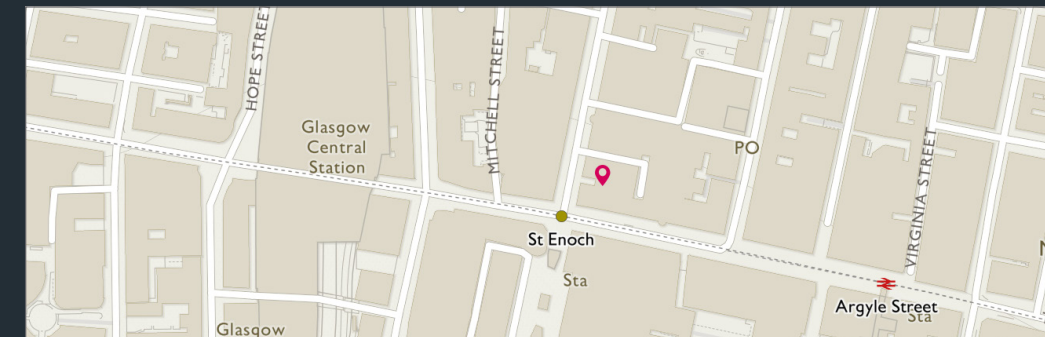 HOPE STREET
MITCHELL STREET
Glasgow
Central
Station
PO
VIRGINIA STREET
St Enoch
Sta
Argyle Street
Sta
Glasgow